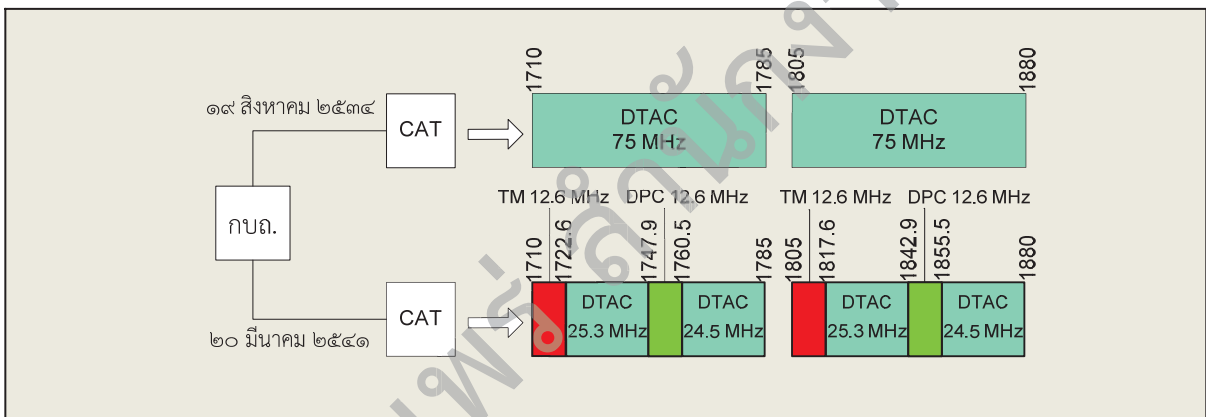 1710
1785
1805
1880
๑๙ สิงหาคม ๒๕๓๔
CAT
DTAC
75 MHz
DTAC
75 MHz
กบถ.
TM 12.6 MHz
DPC 12.6 MHz
TM 12.6 MHz
DPC 12.6 MHz
1710
1722.6
1747.9
1760.5
1785
1805
1817.6
1842.9
1855.5
1880
CAT
DTAC
25.3 MHz
DTAC
24.5 MHz
DTAC
25.3 MHz
DTAC
24.5 MHz
๒๐ มีนาคม ๒๕๔๑